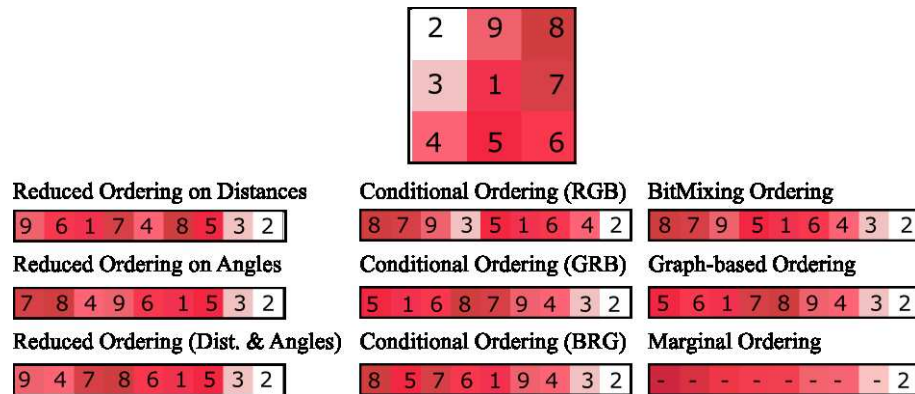 2 9 8
3 1 7
4 5 6
Reduced Ordering on Distances
9 6 1 7 4 8 5 3 2
Reduced Ordering on Angles
7 8 4 9 6 1 5 3 2
Reduced Ordering (Dist. & Angles)
9 4 7 8 6 1 5 3 2
Conditional Ordering (RGB)
8 7 9 3 5 1 6 4 2
Conditional Ordering (GRB)
5 1 6 8 7 9 4 3 2
Conditional Ordering (BRG)
8 5 7 6 1 9 4 3 2
BitMixing Ordering
8 7 9 5 1 6 4 3 2
Graph-based Ordering
5 6 1 7 8 9 4 3 2
Marginal Ordering
- - - - - - - - 2